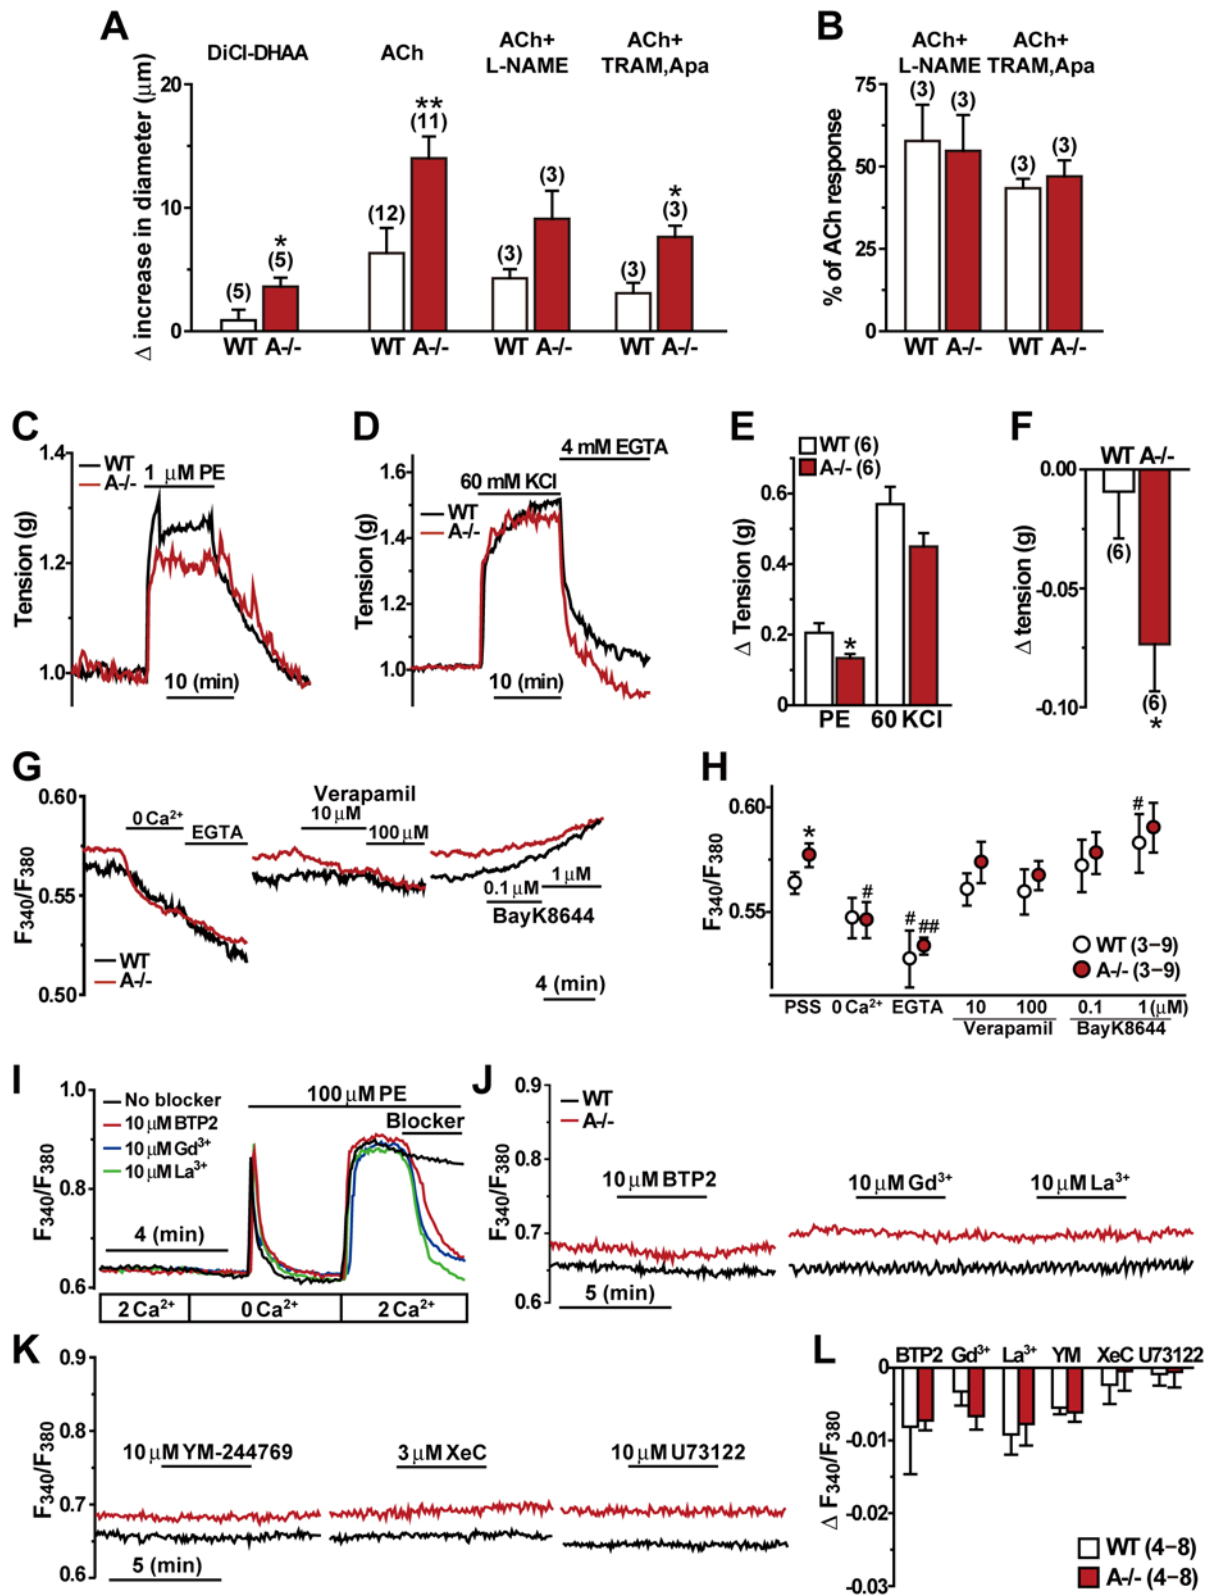 A
DiCl-DHAA
ACh
ACh+
L-NAME
ACh+
TRAM,Apa
Δ increase in diameter (μm)
20
10
0
(5)
*
(5)
(12)
**
(11)
(3)
(3)
(3)
*
(3)
WT A-/-
WT A-/-
WT A-/-
WT A-/-
B
ACh+
L-NAME
ACh+
TRAM,Apa
% of ACh response
75
50
25
0
(3)
(3)
(3)
(3)
WT A-/-
WT A-/-
C
Tension (g)
1.4
1.2
1.0
WT
A-/-
1 μM PE
10 (min)
D
Tension (g)
1.6
1.4
1.2
1.0
60 mM KCl
4 mM EGTA
WT
A-/-
10 (min)
E
WT (6)
A-/- (6)
Δ Tension (g)
0.6
0.4
0.2
0
*
PE
60 KCl
F
WT A-/-
Δ tension (g)
0.00
-0.05
-0.10
(6)
(6)
*
G
F340/F380
0.60
0.55
0.50
0 Ca2+
EGTA
Verapamil
10 μM
100 μM
0.1 μM
1 μM
BayK8644
WT
A-/-
4 (min)
H
F340/F380
0.60
0.55
*
#
#
##
#
WT (3−9)
A-/- (3−9)
PSS
0 Ca2+
EGTA
10
100
0.1
1 (μM)
Verapamil
BayK8644
I
F340/F380
1.0
0.8
0.6
No blocker
10 μM BTP2
10 μM Gd3+
10 μM La3+
100 μM PE
Blocker
4 (min)
2 Ca2+
0 Ca2+
2 Ca2+
J
F340/F380
0.9
0.8
0.7
0.6
WT
A-/-
10 μM BTP2
10 μM Gd3+
10 μM La3+
5 (min)
K
F340/F380
0.9
0.8
0.7
0.6
10 μM YM-244769
3 μM XeC
10 μM U73122
5 (min)
L
BTP2 Gd3+ La3+ YM XeC U73122
Δ F340/F380
0
-0.01
-0.02
-0.03
WT (4−8)
A-/- (4−8)